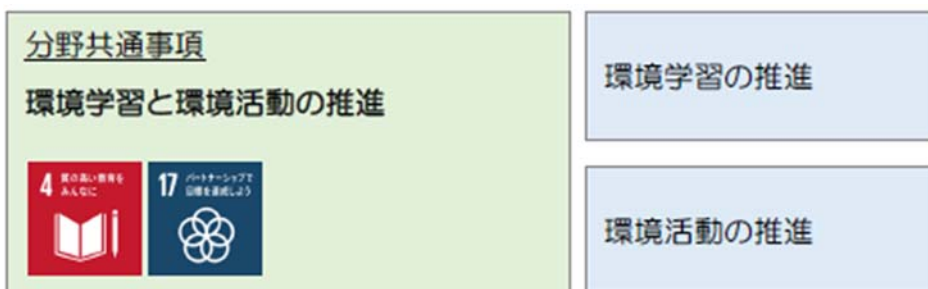 分野共通事項
環境学習と環境活動の推進
4 質の高い教育を
みんなに
17 パートナーシップで
目標を達成しよう
環境学習の推進
環境活動の推進